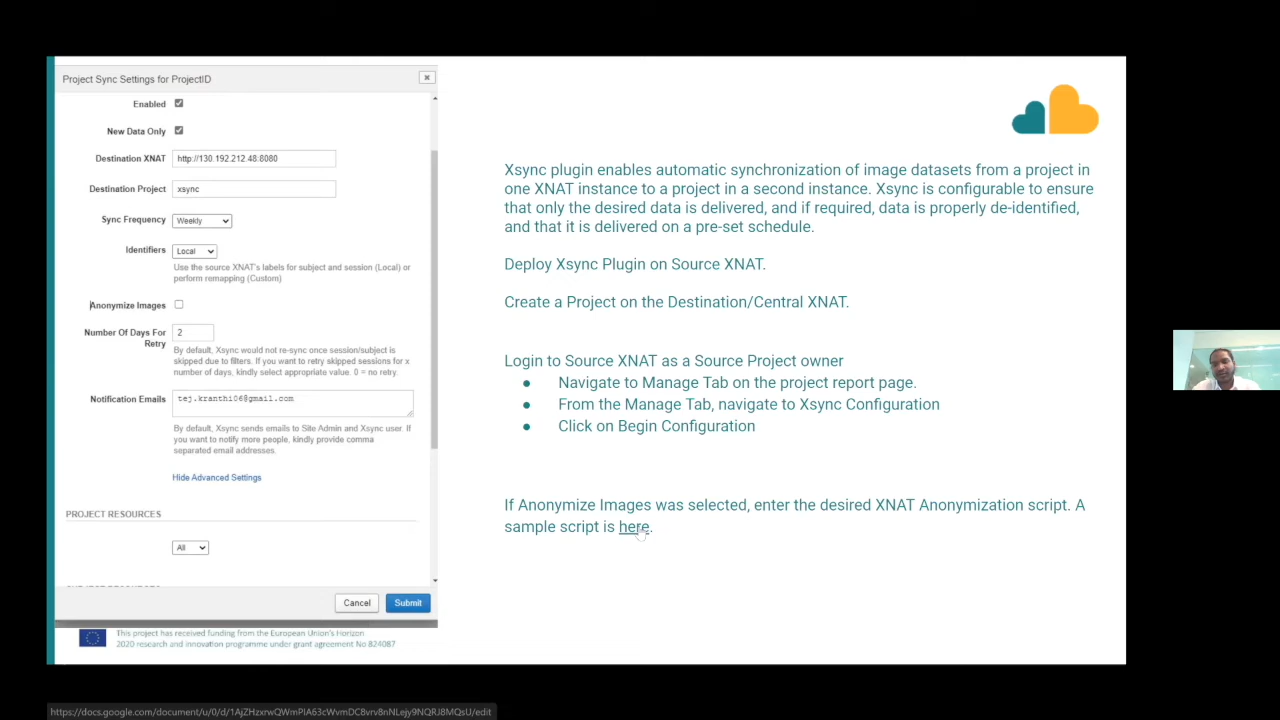 Project Sync Settings for ProjectID
Enabled
New Data Only
Destination XNAT http://130.192.212.48:8080
Destination Project xsync
Sync Frequency Weekly
Identifiers Local
Use the source XNAT's labels for subject and session (Local) or
perform remapping (Custom)
Anonymize Images
Number Of Days For 2
Retry
By default, Xsync would not re-sync once session/subject is
skipped due to filters. If you want to retry skipped sessions for x
number of days, kindly select appropriate value. 0 = no retry.
Notification Emails tej.kranthi06@gmail.com
By default, Xsync sends emails to Site Admin and Xsync user. If
you want to notify more people, kindly provide comma
separated email addresses.
Hide Advanced Settings
PROJECT RESOURCES
All
Cancel Submit
This project has received funding from the European Union's Horizon
2020 research and innovation programme under grant agreement No 824087
Xsync plugin enables automatic synchronization of image datasets from a project in
one XNAT instance to a project in a second instance. Xsync is configurable to ensure
that only the desired data is delivered, and if required, data is properly de-identified,
and that it is delivered on a pre-set schedule.
Deploy Xsync Plugin on Source XNAT.
Create a Project on the Destination/Central XNAT.
Login to Source XNAT as a Source Project owner
● Navigate to Manage Tab on the project report page.
● From the Manage Tab, navigate to Xsync Configuration
● Click on Begin Configuration
If Anonymize Images was selected, enter the desired XNAT Anonymization script. A
sample script is here.